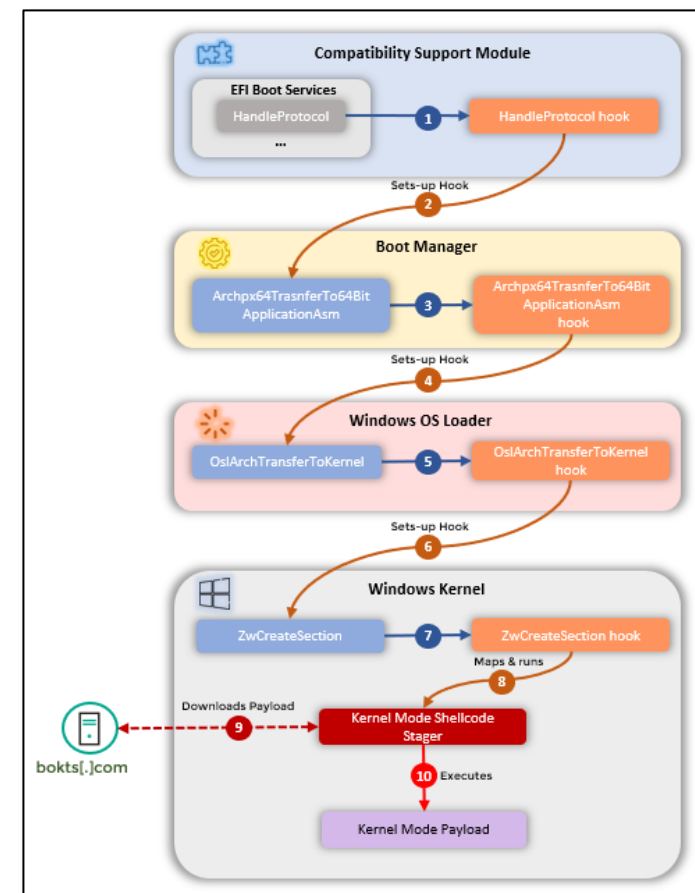 Compatibility Support Module
EFI Boot Services
HandleProtocol
...
1
HandleProtocol hook
Sets-up Hook
2
Boot Manager
Archpx64TrasnferTo64Bit
ApplicationAsm
3
Archpx64TrasnferTo64Bit
ApplicationAsm
hook
Sets-up Hook
4
Windows OS Loader
OslArchTransferToKernel
5
OslArchTransferToKernel
hook
Sets-up Hook
6
Windows Kernel
ZwCreateSection
7
ZwCreateSection hook
Maps & runs
8
Downloads Payload
9
Kernel Mode Shellcode
Stager
bokts[.]com
10
Executes
Kernel Mode Payload